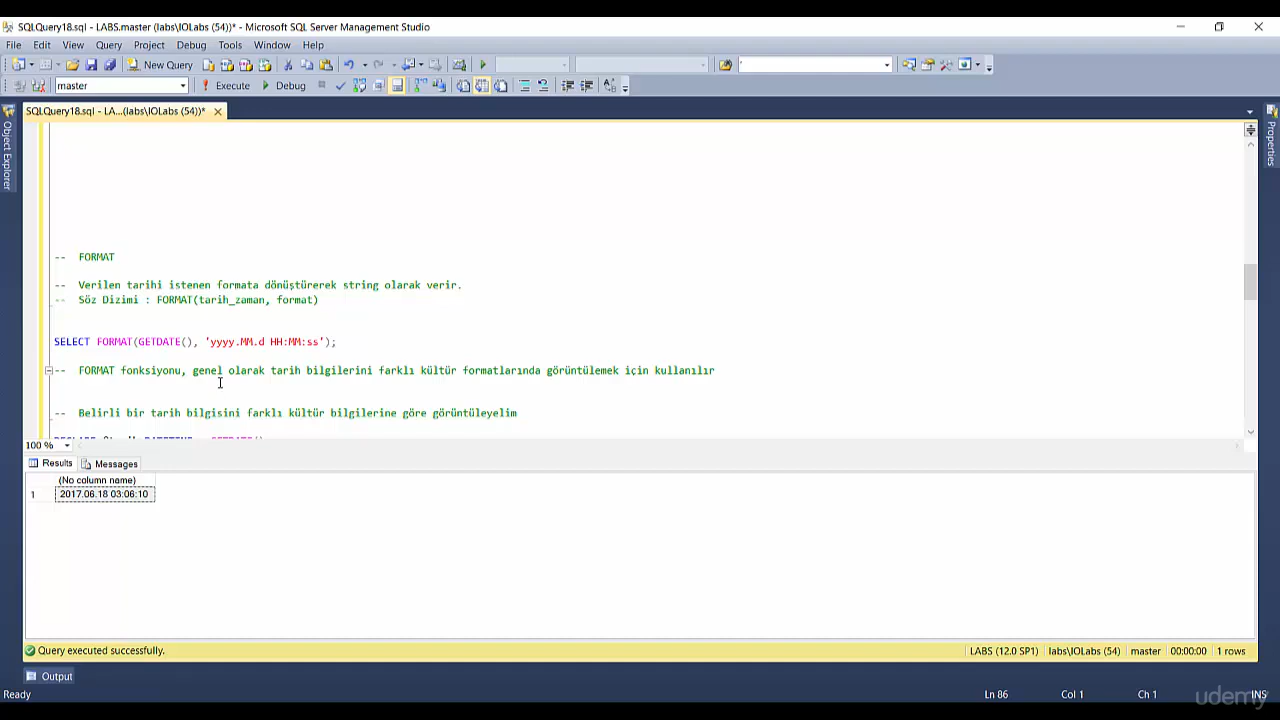 SQLQuery18.sql - LABS.master (labs\IOLabs (54))* - Microsoft SQL Server Management Studio
File Edit View Query Project Debug Tools Window Help
New Query
master Execute Debug
SQLQuery18.sql - LA...(labs\IOLabs (54))*
Object Explorer
Properties
-- FORMAT
-- Verilen tarihi istenen formata dönüştürerek string olarak verir.
-- Söz Dizimi : FORMAT(tarih_zaman, format)
SELECT FORMAT(GETDATE(), 'yyyy.MM.d HH:MM:ss');
-- FORMAT fonksiyonu, genel olarak tarih bilgilerini farklı kültür formatlarında görüntülemek için kullanılır
-- Belirli bir tarih bilgisini farklı kültür bilgilerine göre görüntüleyelim
100 %
Results Messages
(No column name)
1 2017.06.18 03:06:10
Query executed successfully. LABS (12.0 SP1) labs\IOLabs (54) master 00:00:00 1 rows
Output
Ready Ln 86 Col 1 Ch 1 INS
udemy